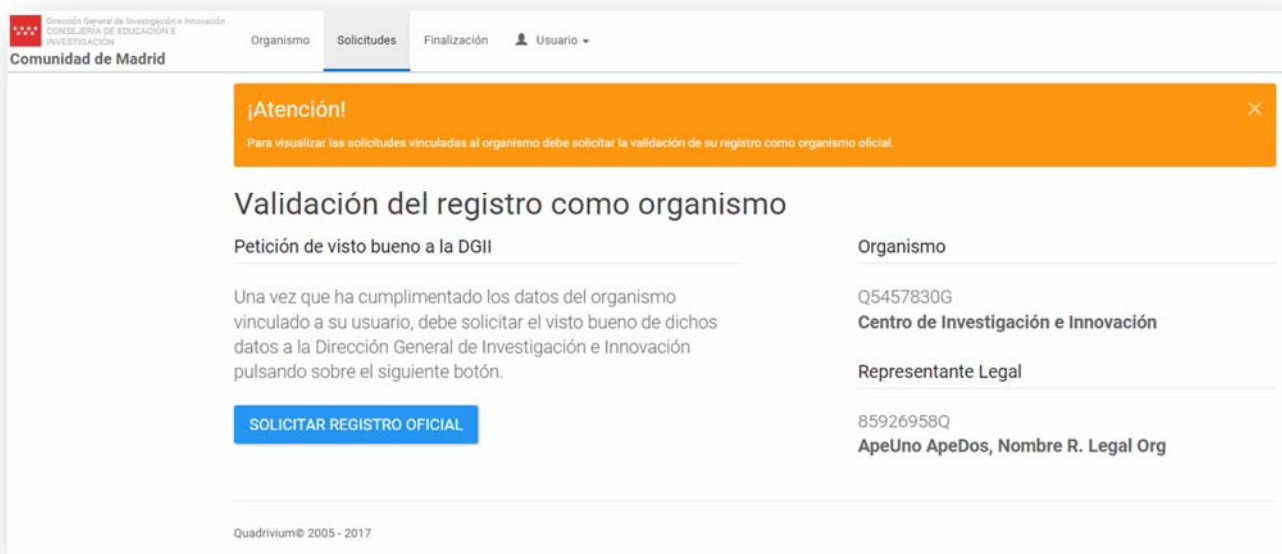 Dirección General de Investigación e Innovación
CONSEJERÍA DE EDUCACIÓN E
INVESTIGACIÓN
Comunidad de Madrid
Organismo
Solicitudes
Finalización
Usuario
¡Atención!
Para visualizar las solicitudes vinculadas al organismo debe solicitar la validación de su registro como organismo oficial.
Validación del registro como organismo
Petición de visto bueno a la DGII
Una vez que ha cumplimentado los datos del organismo
vinculado a su usuario, debe solicitar el visto bueno de dichos
datos a la Dirección General de Investigación e Innovación
pulsando sobre el siguiente botón.
SOLICITAR REGISTRO OFICIAL
Organismo
Q5457830G
Centro de Investigación e Innovación
Representante Legal
85926958Q
ApeUno ApeDos, Nombre R. Legal Org
Quadrivium© 2005 - 2017